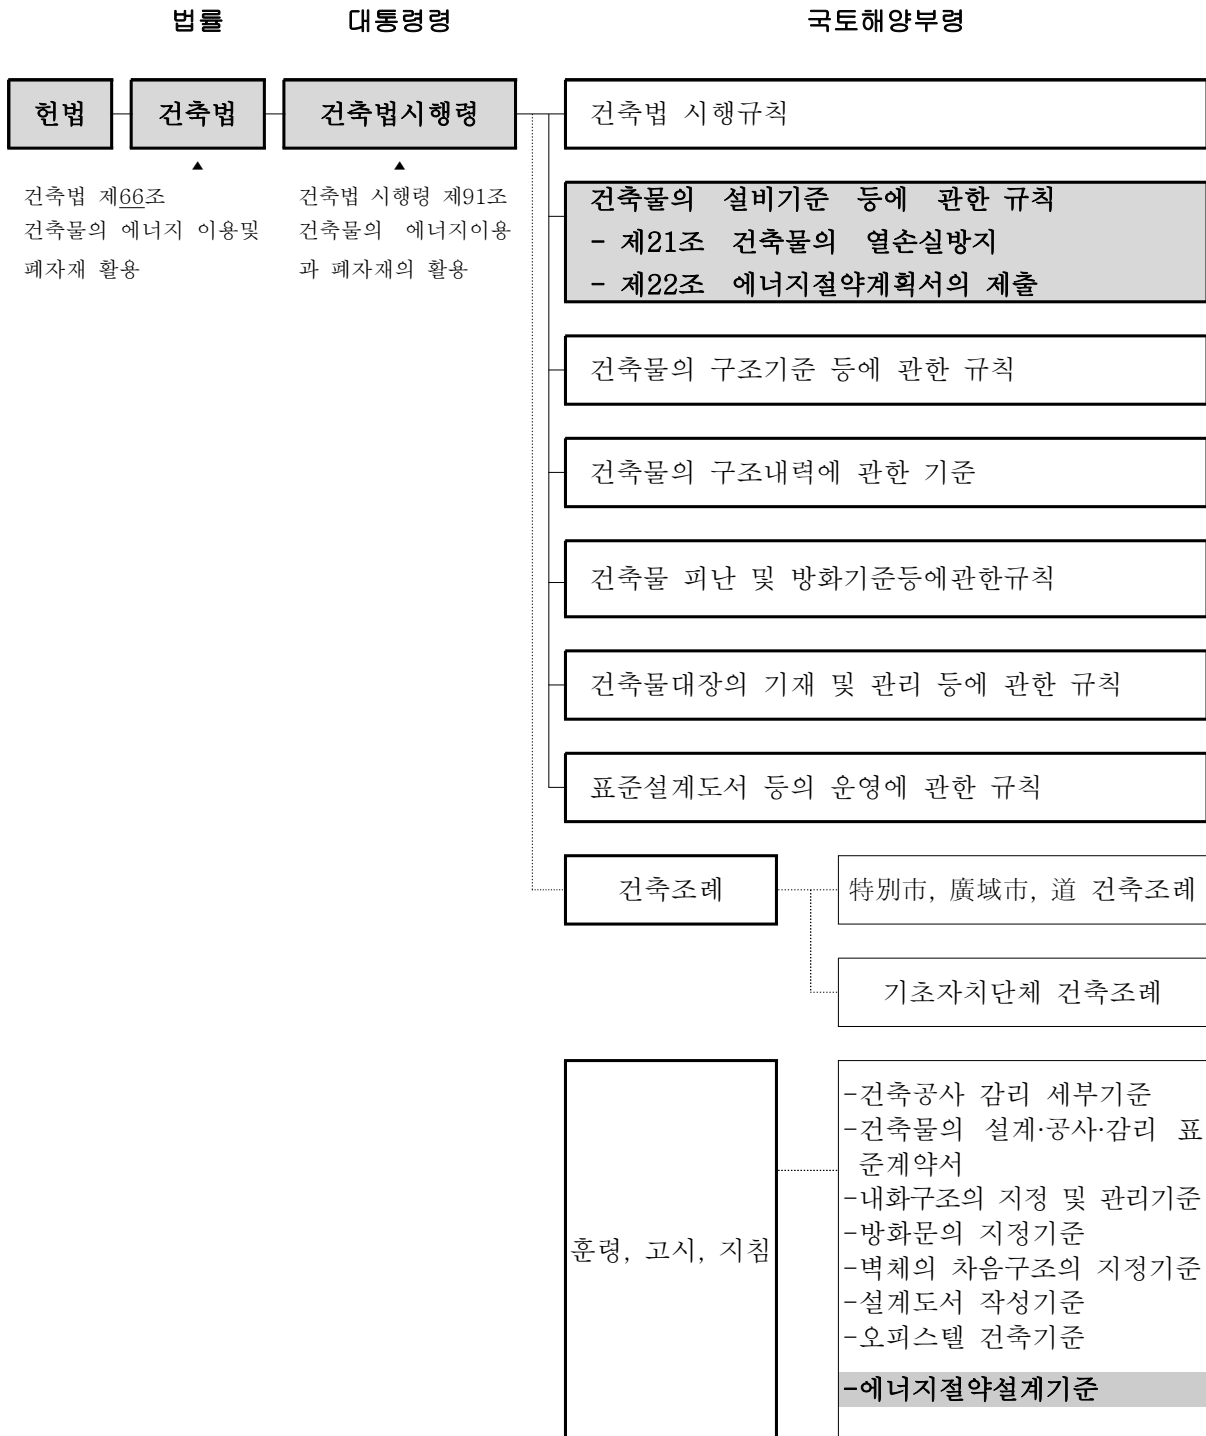 법률 대통령령 국토해양부령
헌법 건축법 건축법시행령 건축법 시행규칙
▲ ▲
건축법 제66조
건축물의 에너지 이용및
폐자재 활용
건축법 시행령 제91조
건축물의 에너지이용
과 폐자재의 활용
건축물의 설비기준 등에 관한 규칙
- 제21조 건축물의 열손실방지
- 제22조 에너지절약계획서의 제출
건축물의 구조기준 등에 관한 규칙
건축물의 구조내력에 관한 기준
건축물 피난 및 방화기준등에관한규칙
건축물대장의 기재 및 관리 등에 관한 규칙
표준설계도서 등의 운영에 관한 규칙
건축조례 特別市, 廣域市, 道 건축조례
기초자치단체 건축조례
훈령, 고시, 지침
-건축공사 감리 세부기준
-건축물의 설계·공사·감리 표
준계약서
-내화구조의 지정 및 관리기준
-방화문의 지정기준
-벽체의 차음구조의 지정기준
-설계도서 작성기준
-오피스텔 건축기준
-에너지절약설계기준